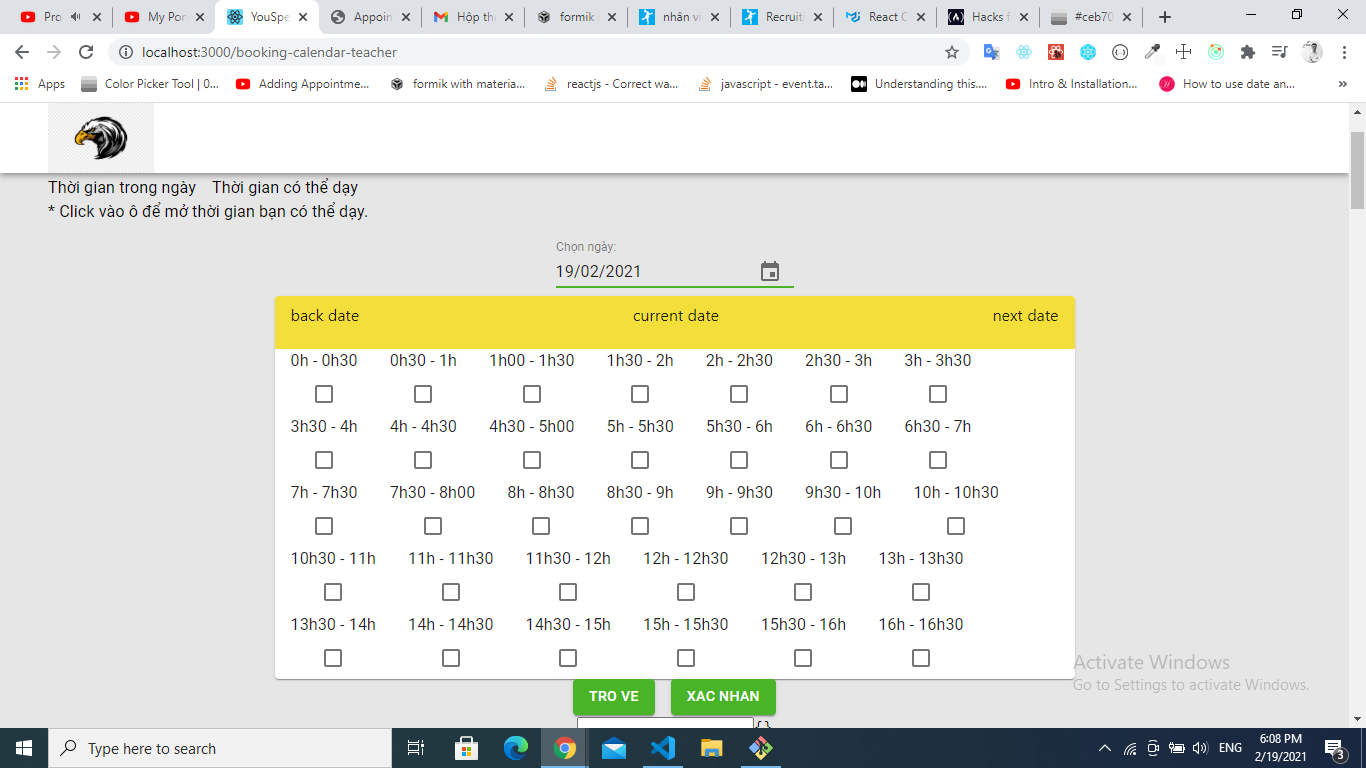 Pro
My Por
YouSpe
Appoin
Hộp th
formik
nhân vi
Recruit
React C
Hacks f
#ceb70
localhost:3000/booking-calendar-teacher
Apps
Color Picker Tool | 0...
Adding Appointme...
formik with materia...
reactjs - Correct wa...
javascript - event.ta...
Understanding this....
Intro & Installation...
How to use date an...
»
Thời gian trong ngày Thời gian có thể dạy
* Click vào ô để mở thời gian bạn có thể dạy.
Chọn ngày:
19/02/2021
back date current date next date
0h - 0h30 0h30 - 1h 1h00 - 1h30 1h30 - 2h 2h - 2h30 2h30 - 3h 3h - 3h30
3h30 - 4h 4h - 4h30 4h30 - 5h00 5h - 5h30 5h30 - 6h 6h - 6h30 6h30 - 7h
7h - 7h30 7h30 - 8h00 8h - 8h30 8h30 - 9h 9h - 9h30 9h30 - 10h 10h - 10h30
10h30 - 11h 11h - 11h30 11h30 - 12h 12h - 12h30 12h30 - 13h 13h - 13h30
13h30 - 14h 14h - 14h30 14h30 - 15h 15h - 15h30 15h30 - 16h 16h - 16h30
Activate Windows
Go to Settings to activate Windows.
TRO VE XAC NHAN
{}
Type here to search
ENG
6:08 PM
2/19/2021
3